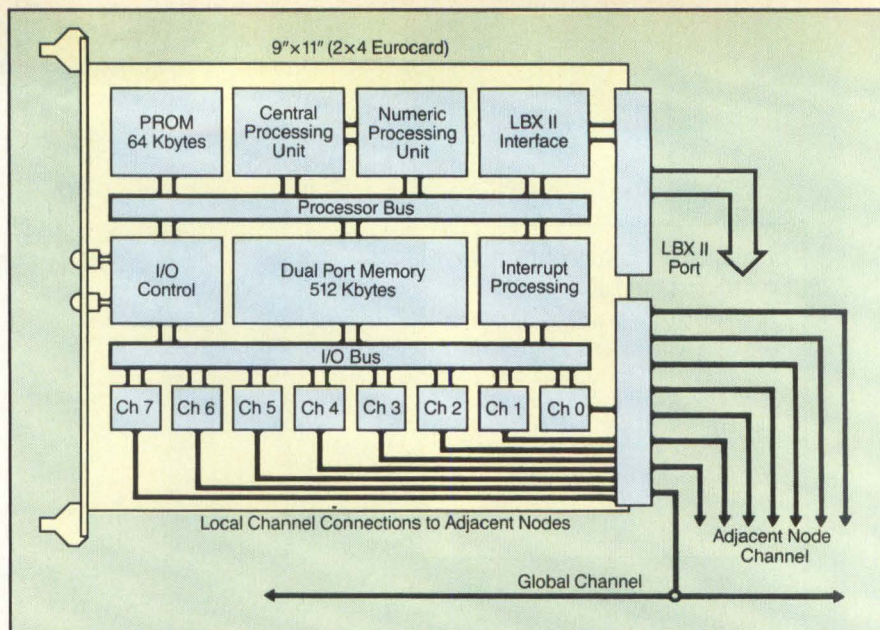 9"×11" (2×4 Eurocard)
PROM
64 Kbytes
Central
Processing
Unit
Numeric
Processing
Unit
LBX II
Interface
Processor Bus
LBX II
Port
I/O
Control
Dual Port Memory
512 Kbytes
Interrupt
Processing
I/O Bus
Ch 7
Ch 6
Ch 5
Ch 4
Ch 3
Ch 2
Ch 1
Ch 0
Local Channel Connections to Adjacent Nodes
Adjacent Node
Channel
Global Channel